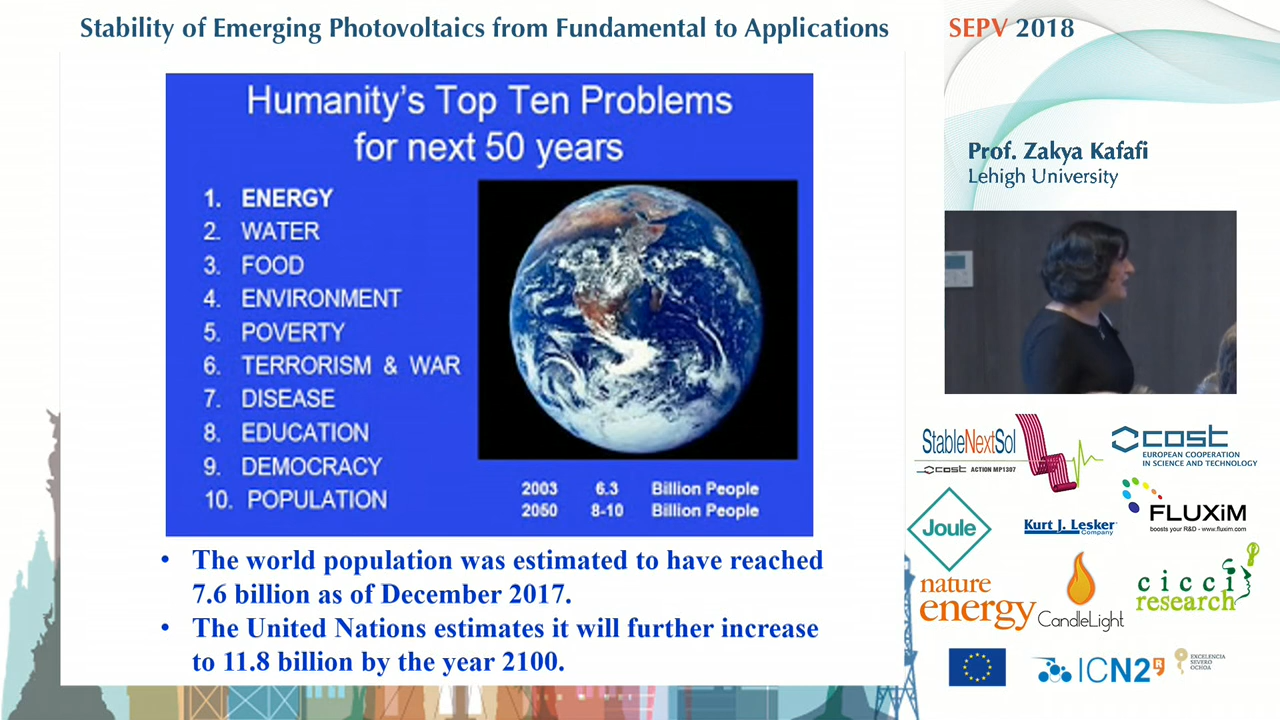 Stability of Emerging Photovoltaics from Fundamental to Applications
SEPV 2018
Humanity's Top Ten Problems
for next 50 years
1. ENERGY
2. WATER
3. FOOD
4. ENVIRONMENT
5. POVERTY
6. TERRORISM & WAR
7. DISEASE
8. EDUCATION
9. DEMOCRACY
10. POPULATION
2003 6.3 Billion People
2050 8-10 Billion People
• The world population was estimated to have reached
7.6 billion as of December 2017.
• The United Nations estimates it will further increase
to 11.8 billion by the year 2100.
Prof. Zakya Kafafi
Lehigh University
StableNextSol
cost ACTION MP1307
cost
EUROPEAN COOPERATION
IN SCIENCE AND TECHNOLOGY
Joule
Kurt J. Lesker
Company
FLUXiM
boosts your R&D - www.fluxim.com
nature
energy
CandleLight
cicci
research
ICN2
EXCELENCIA
SEVERO
OCHOA